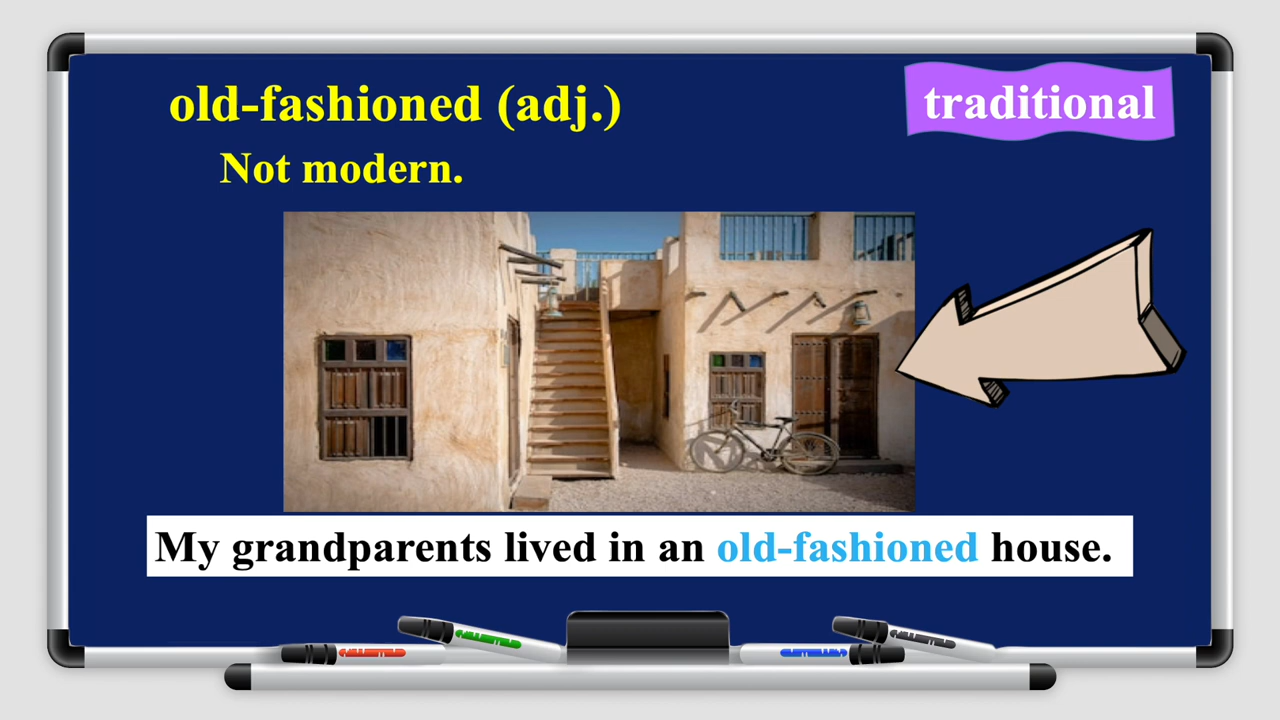 old-fashioned (adj.)
traditional
Not modern.
My grandparents lived in an old-fashioned house.